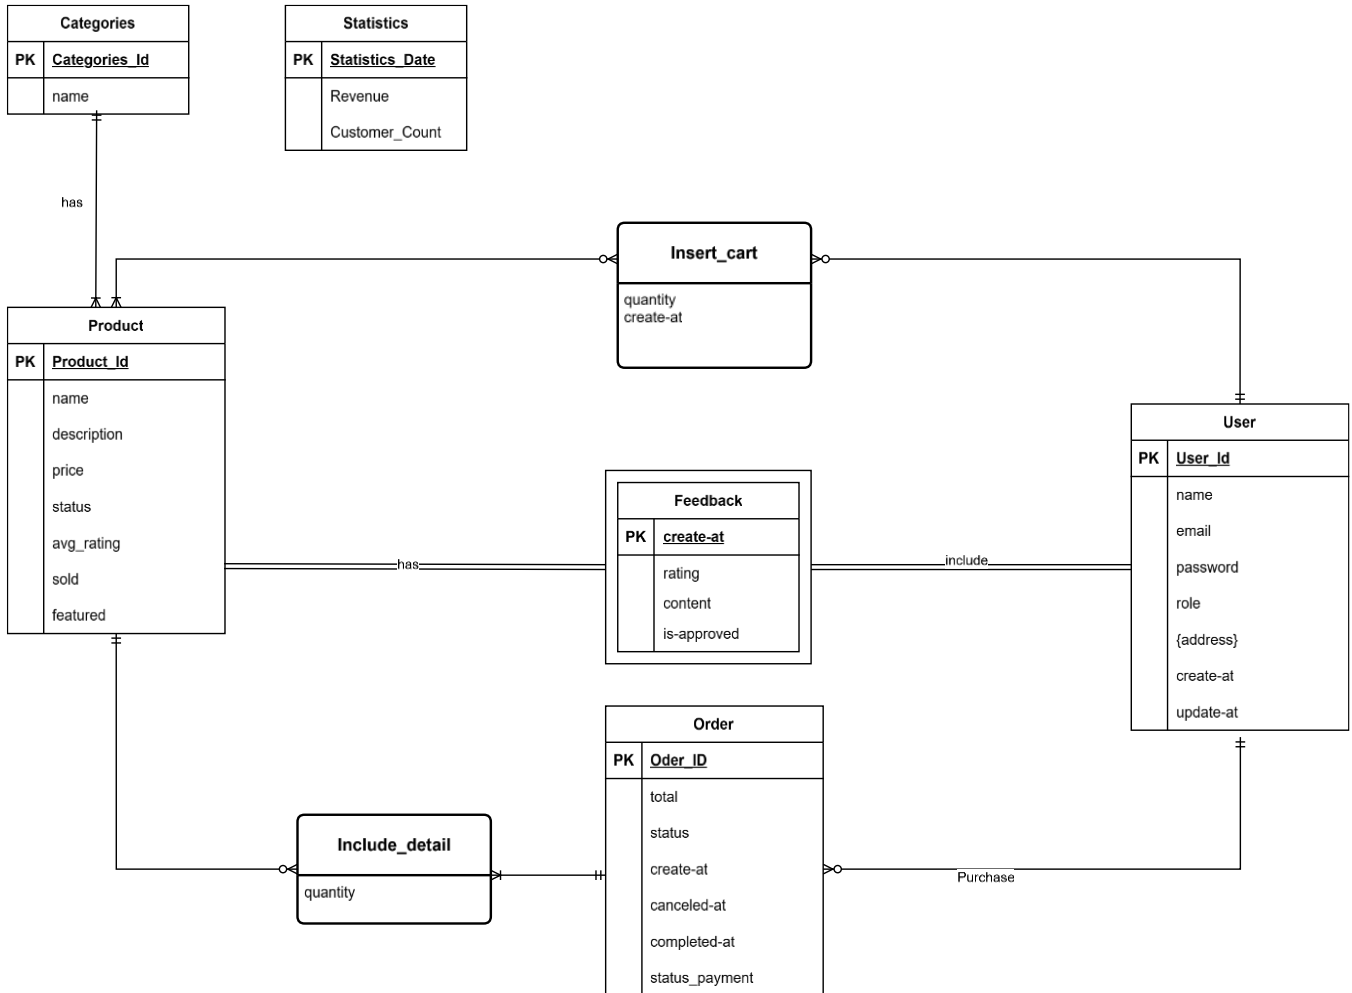 Categories
PK Categories_Id
name
Statistics
PK Statistics_Date
Revenue
Customer_Count
has
Insert_cart
quantity
create-at
Product
PK Product_Id
name
description
price
status
avg_rating
sold
featured
has
Feedback
PK create-at
rating
content
is-approved
include
User
PK User_Id
name
email
password
role
{address}
create-at
update-at
Order
PK Oder_ID
total
status
create-at
canceled-at
completed-at
status_payment
Include_detail
quantity
Purchase